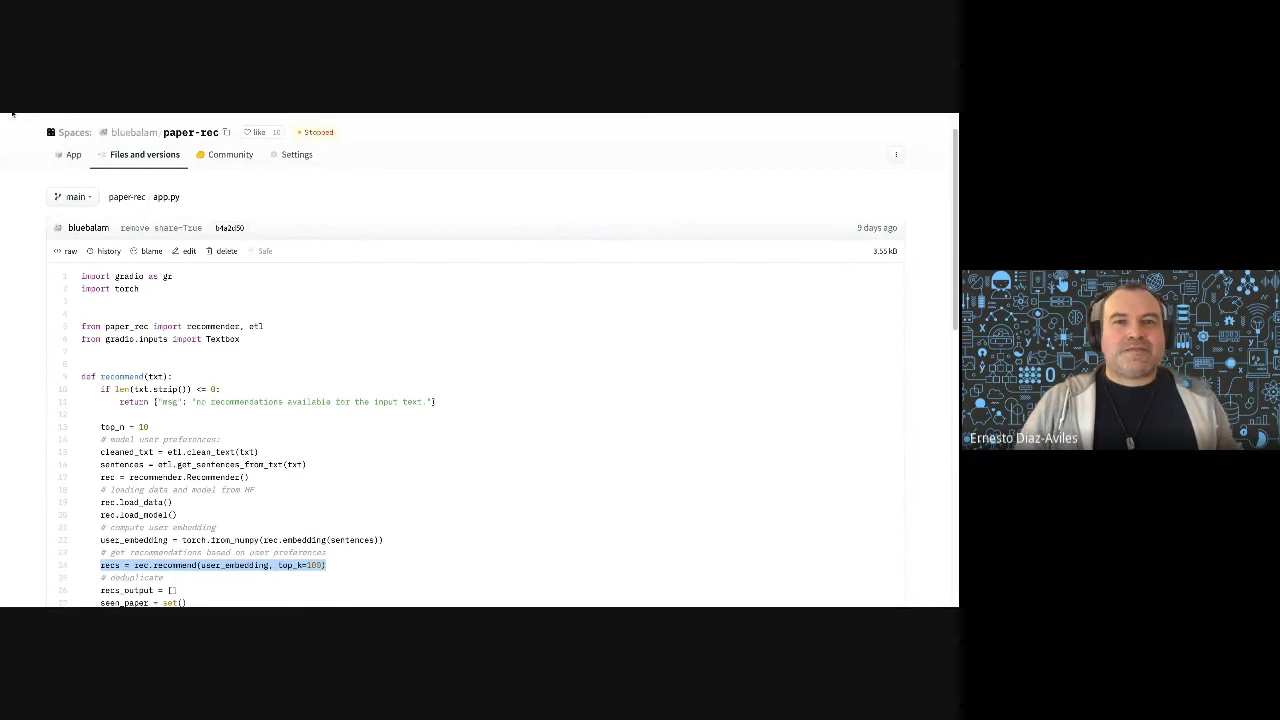 Spaces: bluebalam/paper-rec like 10 Stopped
App Files and versions Community Settings
main paper-rec / app.py
bluebalam remove share=True b4a2d50 9 days ago
raw history blame edit delete Safe 3.55 kB
1 import gradio as gr
2 import torch
3
4
5 from paper_rec import recommender, etl
6 from gradio.inputs import Textbox
7
8
9 def recommend(txt):
10 if len(txt.strip()) <= 0:
11 return {"msg": "no recommendations available for the input text."}
12
13 top_n = 10
14 # model user preferences:
15 cleaned_txt = etl.clean_text(txt)
16 sentences = etl.get_sentences_from_txt(txt)
17 rec = recommender.Recommender()
18 # loading data and model from HF
19 rec.load_data()
20 rec.load_model()
21 # compute user embedding
22 user_embedding = torch.from_numpy(rec.embedding(sentences))
23 # get recommendations based on user preferences
24 recs = rec.recommend(user_embedding, top_k=100)
25 # deduplicate
26 recs_output = []
27 seen_paper = set()
Ernesto Diaz-Aviles